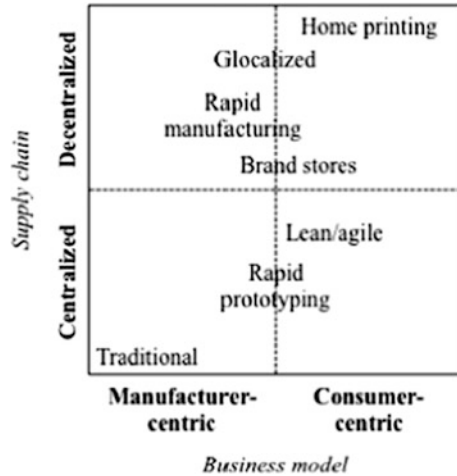 Supply chain
Decentralized
Centralized
Home printing
Glocalized
Rapid
manufacturing
Brand stores
Lean/agile
Rapid
prototyping
Traditional
Manufacturer-
centric
Consumer-
centric
Business model